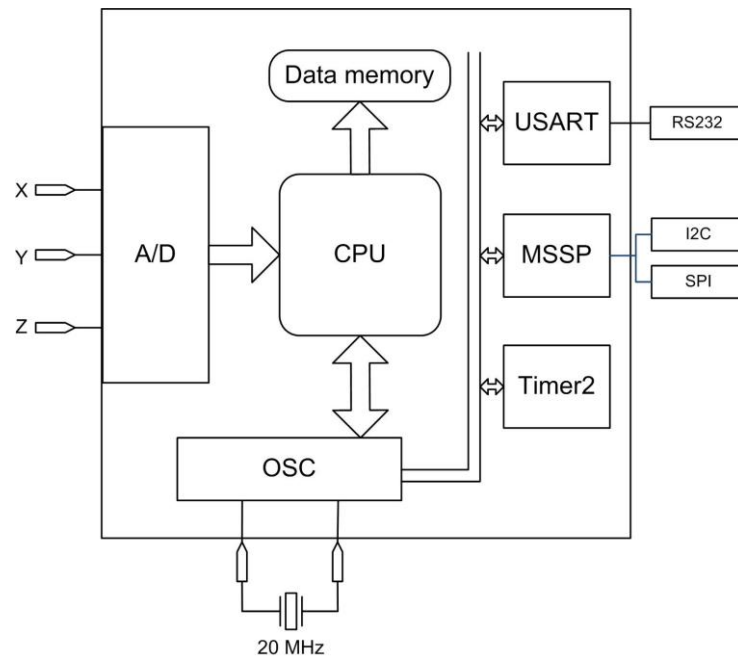 Data memory
USART
RS232
X
Y
Z
A/D
CPU
MSSP
I2C
SPI
Timer2
OSC
20 MHz